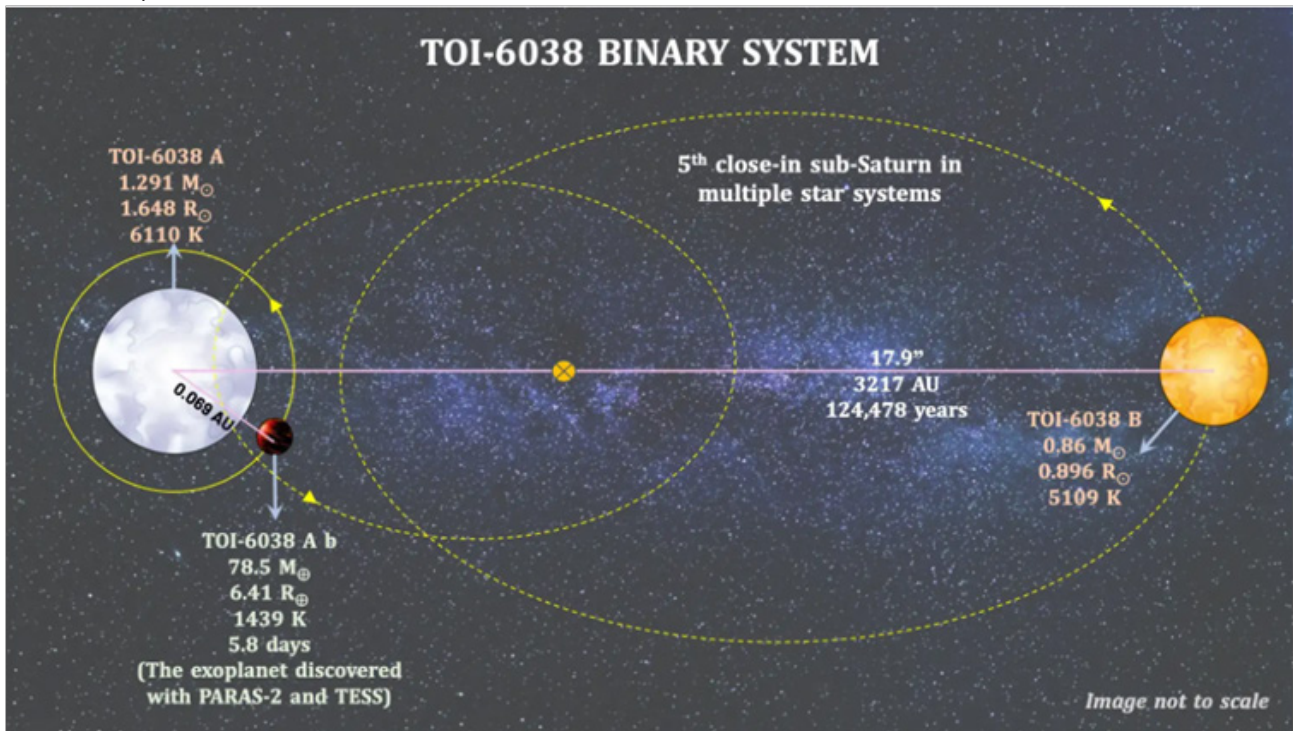 TOI-6038 BINARY SYSTEM
TOI-6038 A
1.291 M☉
1.648 R☉
6110 K
5th close-in sub-Saturn in
multiple star systems
0.069 AU
17.9”
3217 AU
124,478 years
TOI-6038 B
0.86 M☉
0.896 R☉
5109 K
TOI-6038 A b
78.5 M⊕
6.41 R⊕
1439 K
5.8 days
(The exoplanet discovered
with PARAS-2 and TESS)
Image not to scale